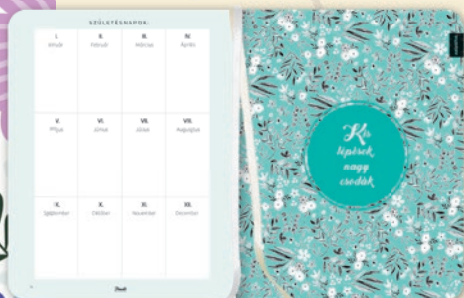 SZÜLETÉSNAPOK:
I.
Január
II.
Február
III.
Március
IV.
Április
V.
Május
VI.
Június
VII.
Július
VIII.
Augusztus
IX.
Szeptember
X.
Október
XI.
November
XII.
December
Kis
lépések,
nagy
csodák